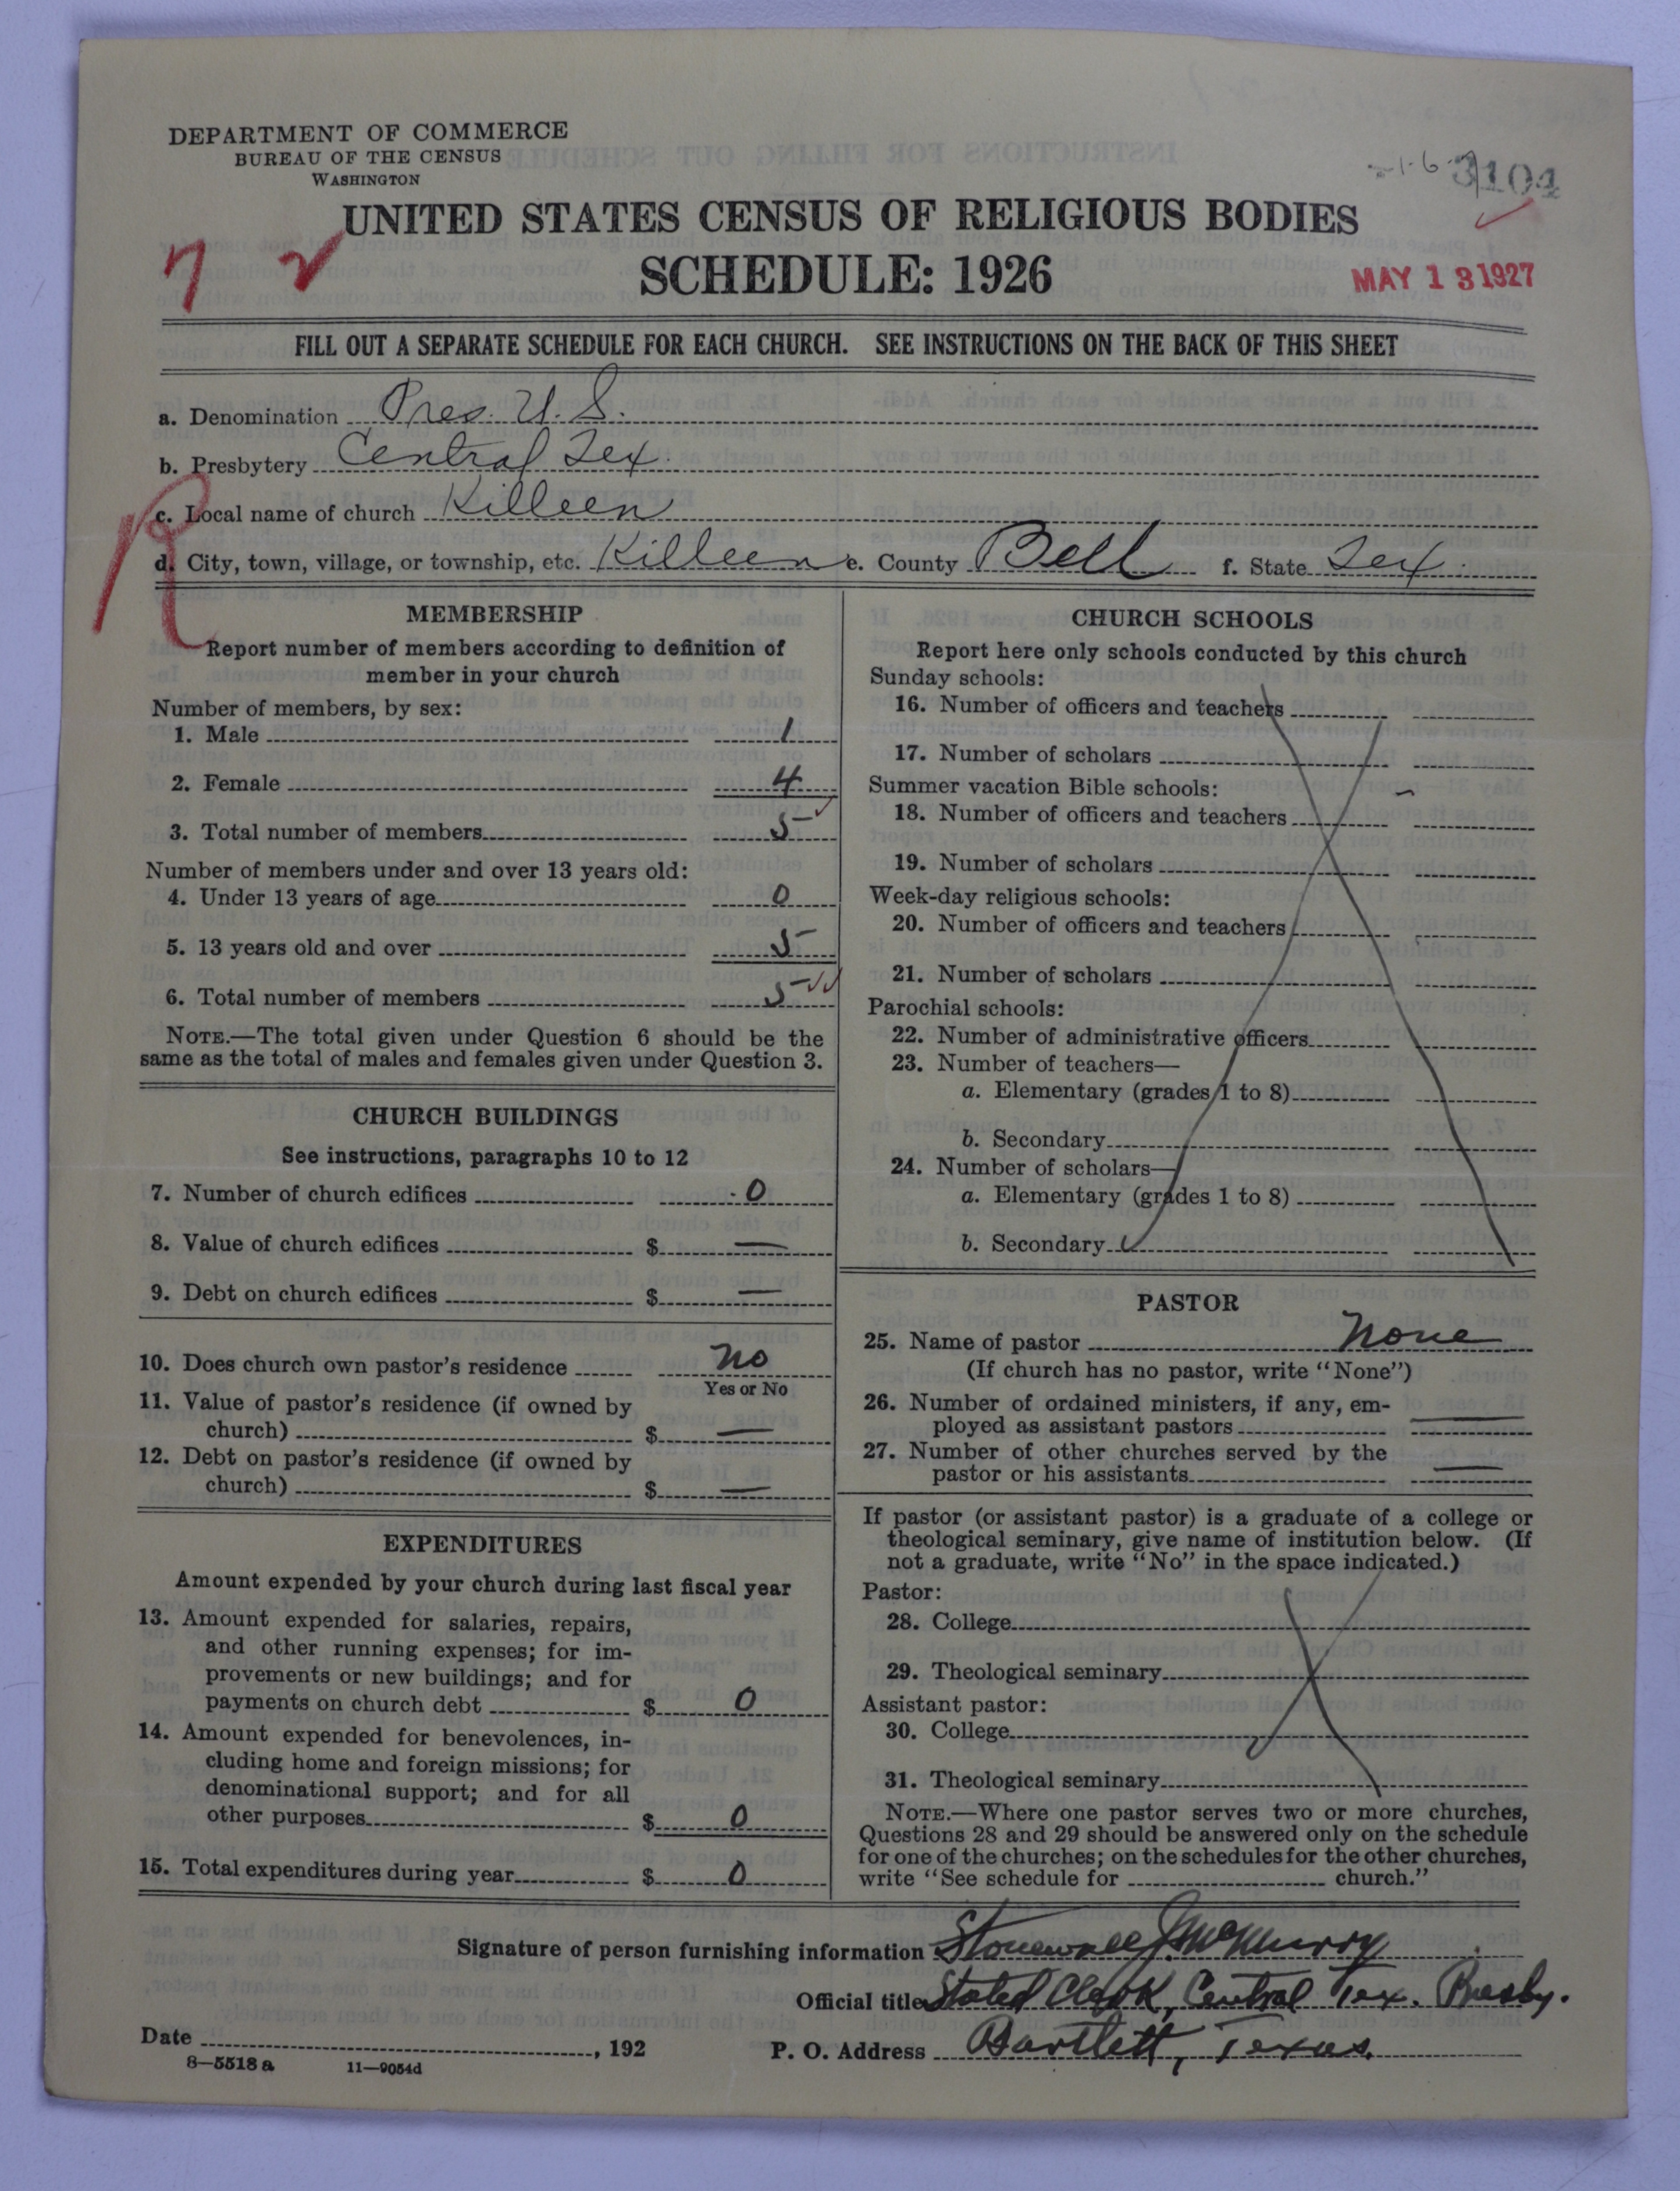 DEPARTMENT OF COMMERCE
BUREAU OF THE CENSUS
WASHINGTON
3104
UNITED STATES CENSUS OF RELIGIOUS BODIES
SCHEDULE: 1926
MAY 13 1927
FILL OUT A SEPARATE SCHEDULE FOR EACH CHURCH. SEE INSTRUCTIONS ON THE BACK OF THIS SHEET
a. Denomination Pres. U. S.
b. Presbytery Central Tex.
c. Local name of church Killeen
R
d. City, town, village, or township, etc. Killeen e. County Bell f. State Tex.
MEMBERSHIP
Report number of members according to definition of
member in your church
Number of members, by sex:
1. Male 1
2. Female 4
3. Total number of members 5
Number of members under and over 13 years old:
4. Under 13 years of age 0
5. 13 years old and over 5
6. Total number of members 5
NOTE.—The total given under Question 6 should be the
same as the total of males and females given under Question 3.
CHURCH BUILDINGS
See instructions, paragraphs 10 to 12
7. Number of church edifices 0
8. Value of church edifices $ —
9. Debt on church edifices $ —
10. Does church own pastor's residence no
Yes or No
11. Value of pastor's residence (if owned by
church) $ —
12. Debt on pastor's residence (if owned by
church) $ —
EXPENDITURES
Amount expended by your church during last fiscal year
13. Amount expended for salaries, repairs,
and other running expenses; for im-
provements or new buildings; and for
payments on church debt $ 0
14. Amount expended for benevolences, in-
cluding home and foreign missions; for
denominational support; and for all
other purposes $ 0
15. Total expenditures during year $ 0
CHURCH SCHOOLS
Report here only schools conducted by this church
Sunday schools:
16. Number of officers and teachers
17. Number of scholars
Summer vacation Bible schools:
18. Number of officers and teachers
19. Number of scholars
Week-day religious schools:
20. Number of officers and teachers
21. Number of scholars
Parochial schools:
22. Number of administrative officers
23. Number of teachers—
a. Elementary (grades 1 to 8)
b. Secondary
24. Number of scholars—
a. Elementary (grades 1 to 8)
b. Secondary
PASTOR
25. Name of pastor None
(If church has no pastor, write "None")
26. Number of ordained ministers, if any, em-
ployed as assistant pastors —
27. Number of other churches served by the
pastor or his assistants —
If pastor (or assistant pastor) is a graduate of a college or
theological seminary, give name of institution below. (If
not a graduate, write "No" in the space indicated.)
Pastor:
28. College
29. Theological seminary
Assistant pastor:
30. College
31. Theological seminary
NOTE.—Where one pastor serves two or more churches,
Questions 28 and 29 should be answered only on the schedule
for one of the churches; on the schedules for the other churches,
write "See schedule for church."
Signature of person furnishing information Stonewall J. McMurry
Official title Stated Clerk, Central Tex. Presby.
Date , 192
P. O. Address Bartlett, Texas.
8—5518a 11—9054d